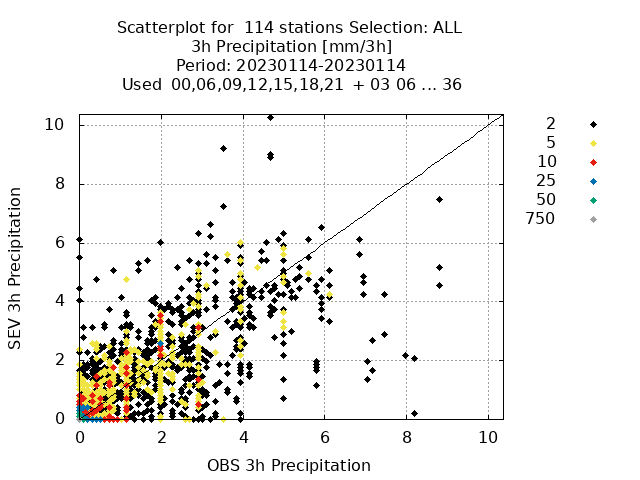 Scatterplot for  114 stations Selection: ALL
3h Precipitation [mm/3h]
Period: 20230114-20230114
Used  00,06,09,12,15,18,21  + 03 06 ... 36
SEV 3h Precipitation
10
8
6
4
2
0
0 2 4 6 8 10
OBS 3h Precipitation
2
5
10
25
50
750